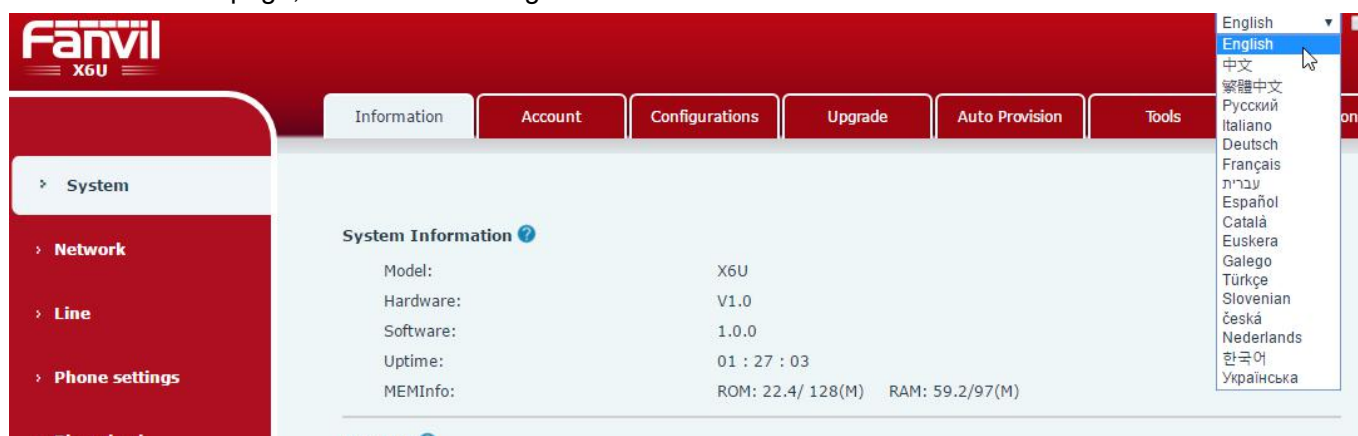 Fanvil
X6U
English
English
中文
繁體中文
Русский
Italiano
Deutsch
Français
עברית
Español
Català
Euskera
Galego
Türkçe
Slovenian
česká
Nederlands
한국어
Українська
Information Account Configurations Upgrade Auto Provision Tools
System
Network
Line
Phone settings
System Information
Model: X6U
Hardware: V1.0
Software: 1.0.0
Uptime: 01 : 27 : 03
MEMInfo: ROM: 22.4/ 128(M) RAM: 59.2/97(M)